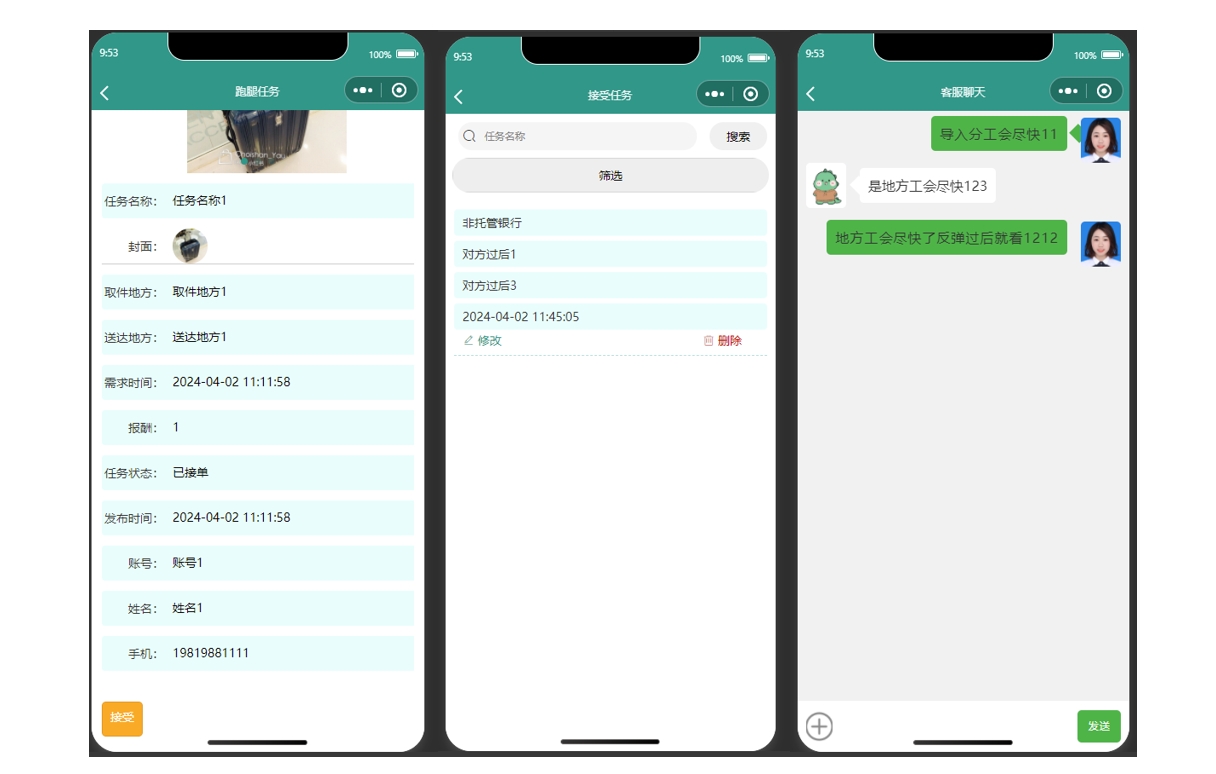 9:53
100%
跑腿任务
Chaoshan_You
任务名称： 任务名称1
封面：
取件地方： 取件地方1
送达地方： 送达地方1
需求时间： 2024-04-02 11:11:58
报酬： 1
任务状态： 已接单
发布时间： 2024-04-02 11:11:58
账号： 账号1
姓名： 姓名1
手机： 19819881111
接受
9:53
100%
接受任务
任务名称
搜索
筛选
非托管银行
对方过后1
对方过后3
2024-04-02 11:45:05
修改
删除
9:53
100%
客服聊天
导入分工会尽快11
是地方工会尽快123
地方工会尽快了反弹过后就看1212
发送